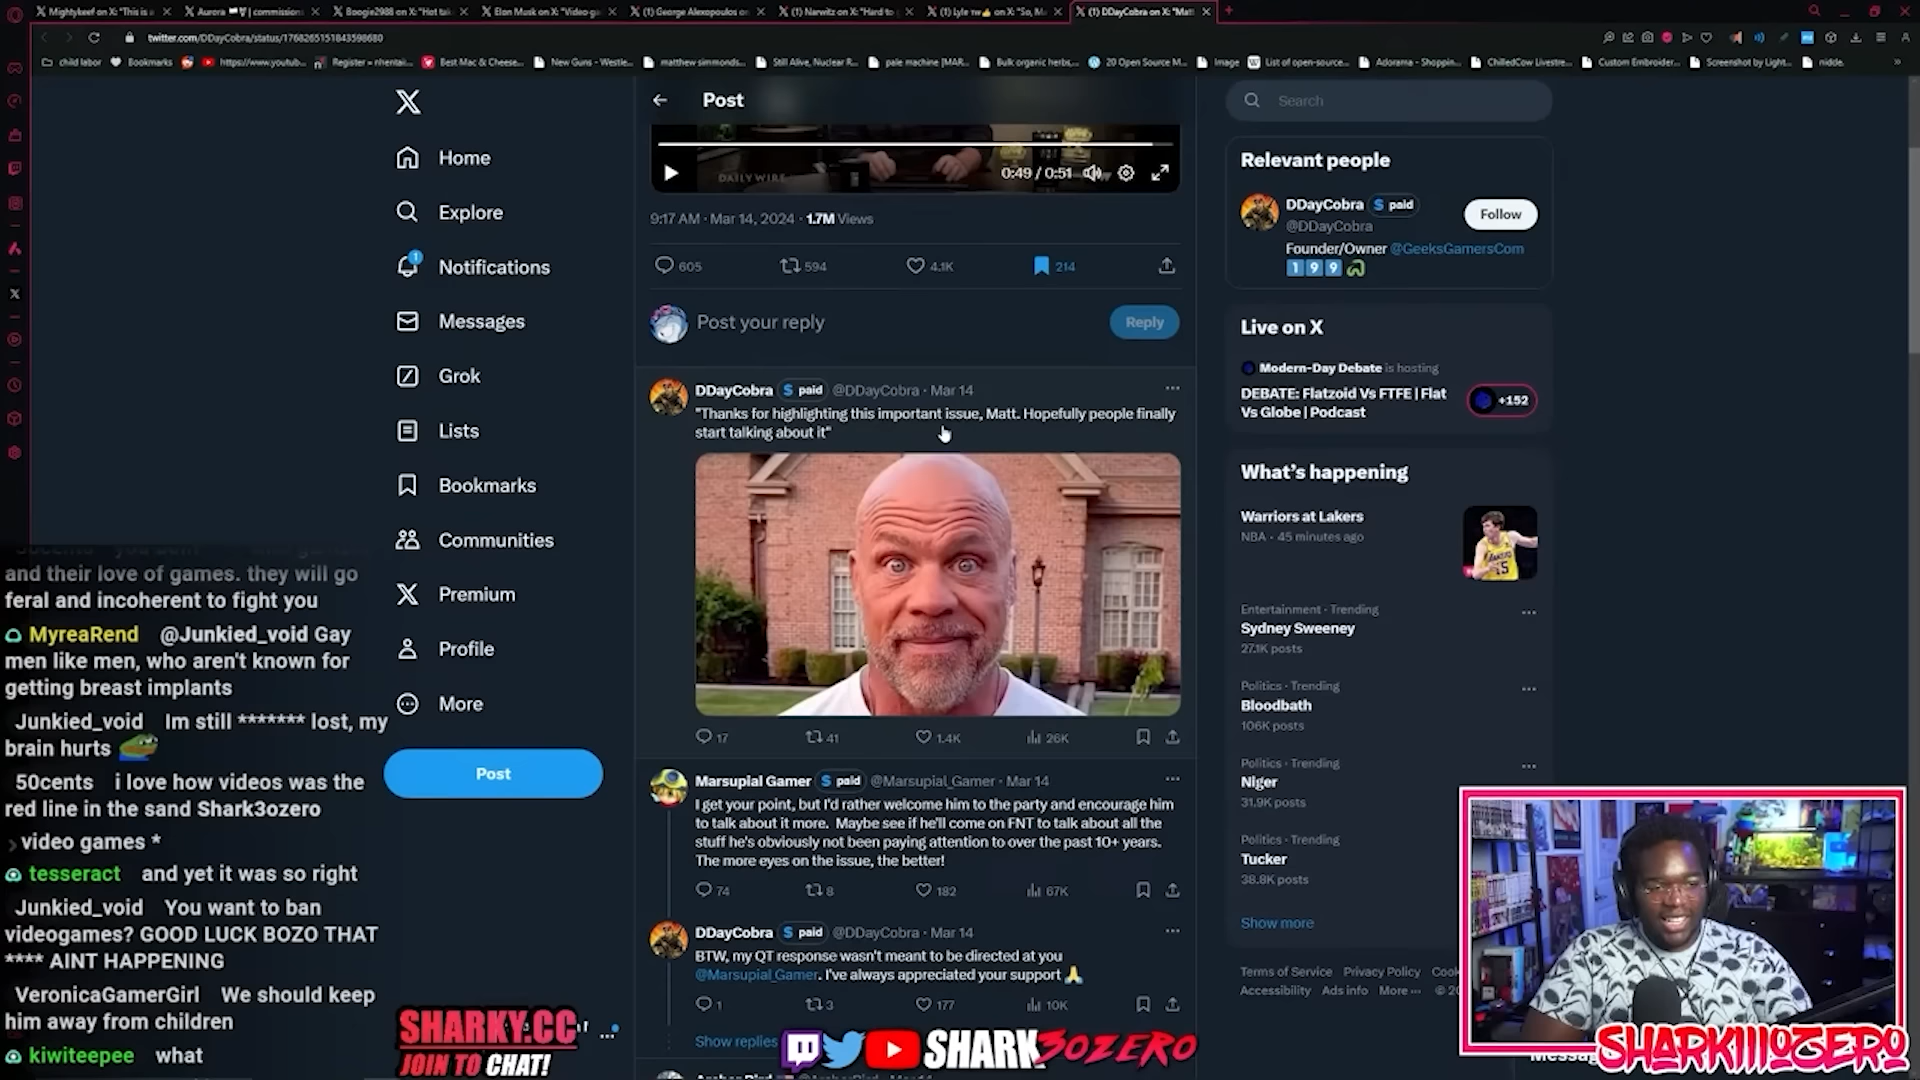 Mightykeef on X: "This is a
Aurora | commissions
Boogie2988 on X: "Hot tak
Elon Musk on X: "Video ga
(1) George Alexopoulos on
(1) Narwitz on X: "Hard to
(1) Lyle on X: "So, M
(1) DDayCobra on X: "Matt
twitter.com/DDayCobra/status/1768265151843598680
child labor
Bookmarks
https://www.youtub...
Register
Best Mac & Cheese...
New Guns - Westie...
matthew simmonds...
Still Alive, Nuclear R...
pale machine [MAR...
Bulk organic herbs,...
20 Open Source M...
Image
List of open-source...
Adorama - Shoppin...
ChilledCow Livestre...
Custom Embroider...
Screenshot by Light...
nidde.
Home
Explore
Notifications
1
Messages
Grok
Lists
Bookmarks
Communities
Premium
Profile
More
Post
Post
DAILYWIRE
0:49 / 0:51
9:17 AM · Mar 14, 2024 · 1.7M Views
605 594 4.1K 214
Post your reply
Reply
DDayCobra $ paid @DDayCobra · Mar 14
"Thanks for highlighting this important issue, Matt. Hopefully people finally
start talking about it"
17 41 1.4K 26K
Marsupial Gamer $ paid @Marsupial_Gamer · Mar 14
I get your point, but I'd rather welcome him to the party and encourage him
to talk about it more. Maybe see if he'll come on FNT to talk about all the
stuff he's obviously not been paying attention to over the past 10+ years.
The more eyes on the issue, the better!
74 8 182 67K
DDayCobra $ paid @DDayCobra · Mar 14
BTW, my QT response wasn't meant to be directed at you
@Marsupial_Gamer. I've always appreciated your support
1 3 177 10K
Show replies
Search
Relevant people
DDayCobra $ paid
@DDayCobra
Follow
Founder/Owner @GeeksGamersCom
1 9 9
Live on X
Modern-Day Debate is hosting
DEBATE: Flatzoid Vs FTFE | Flat
Vs Globe | Podcast
+152
What's happening
Warriors at Lakers
NBA · 45 minutes ago
Entertainment · Trending
Sydney Sweeney
27.1K posts
Politics · Trending
Bloodbath
106K posts
Politics · Trending
Niger
31.9K posts
Politics · Trending
Tucker
38.8K posts
Show more
Terms of Service Privacy Policy Cook
Accessibility Ads info More ··· © 20
and their love of games. they will go
feral and incoherent to fight you
MyreaRend @Junkied_void Gay
men like men, who aren't known for
getting breast implants
Junkied_void Im still ******* lost, my
brain hurts
50cents i love how videos was the
red line in the sand Shark3ozero
video games *
tesseract and yet it was so right
Junkied_void You want to ban
videogames? GOOD LUCK BOZO THAT
**** AINT HAPPENING
VeronicaGamerGirl We should keep
him away from children
kiwiteepee what
SHARKY.CC
JOIN TO CHAT!
SHARK3OZERO
SHARKIIIOZERO